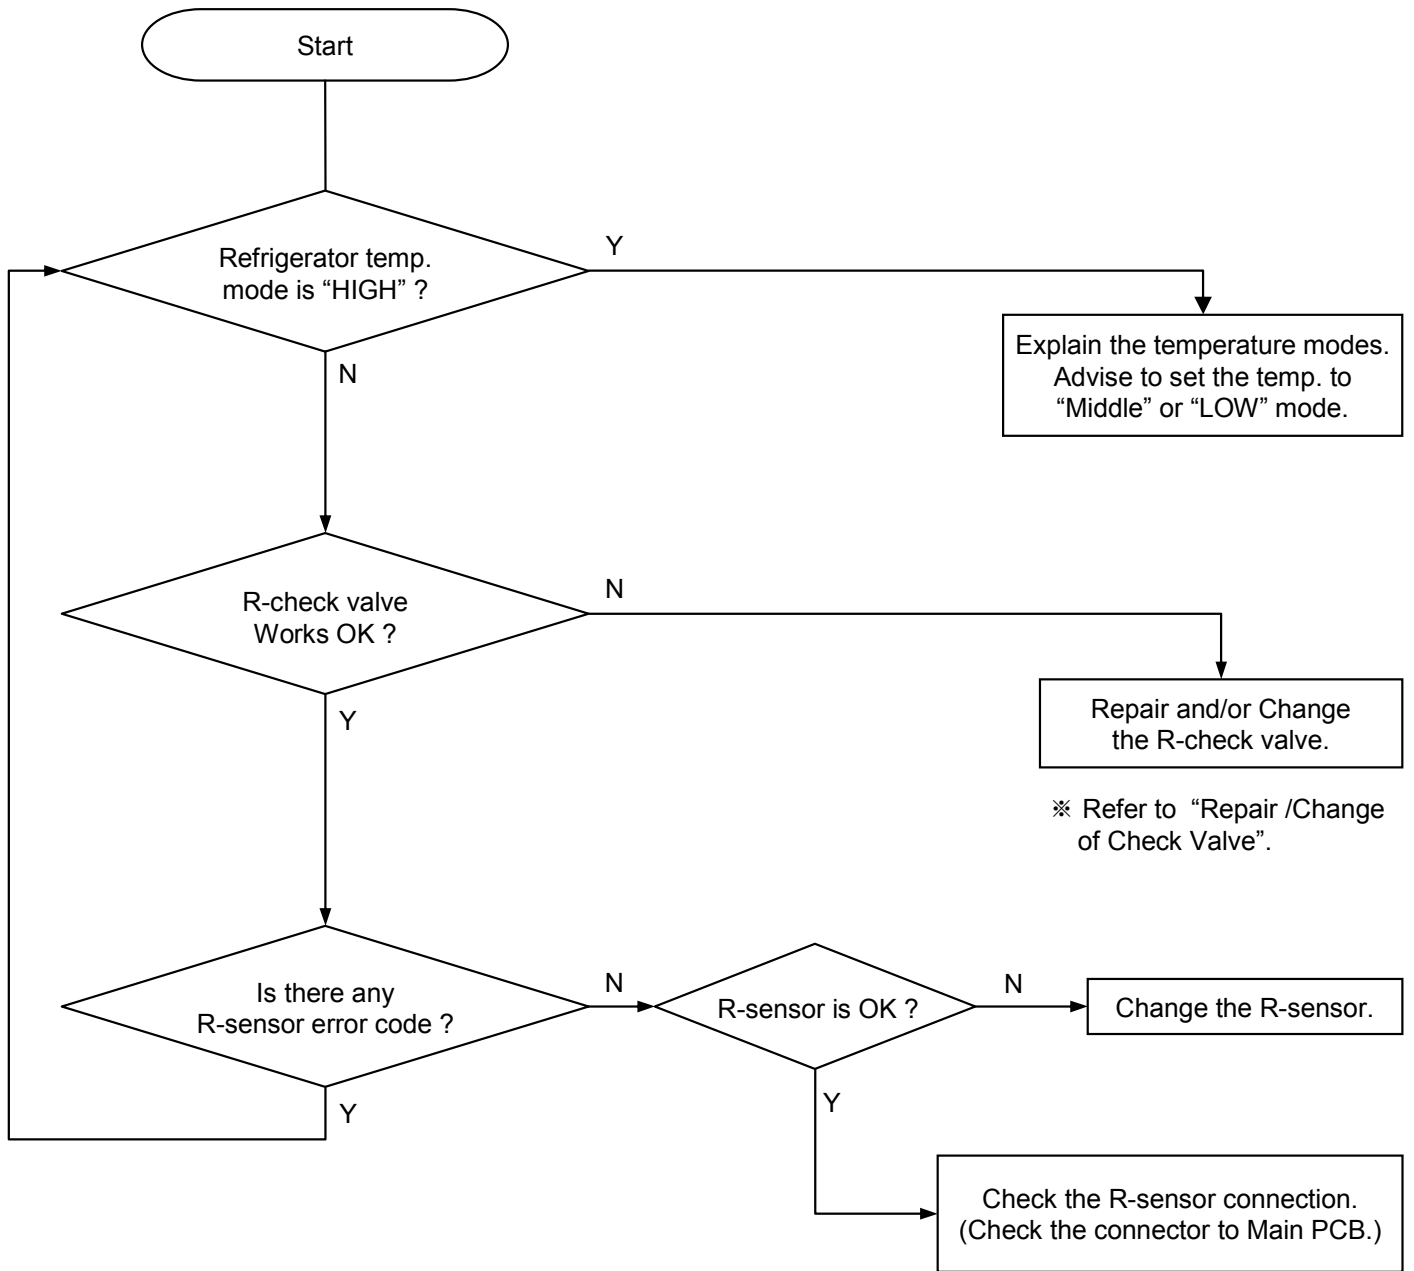 Start
Refrigerator temp.
mode is “HIGH” ?
Y
N
Explain the temperature modes.
Advise to set the temp. to
“Middle” or “LOW” mode.
R-check valve
Works OK ?
N
Y
Repair and/or Change
the R-check valve.
※ Refer to “Repair /Change
of Check Valve”.
Is there any
R-sensor error code ?
N
Y
R-sensor is OK ?
N
Y
Change the R-sensor.
Check the R-sensor connection.
(Check the connector to Main PCB.)